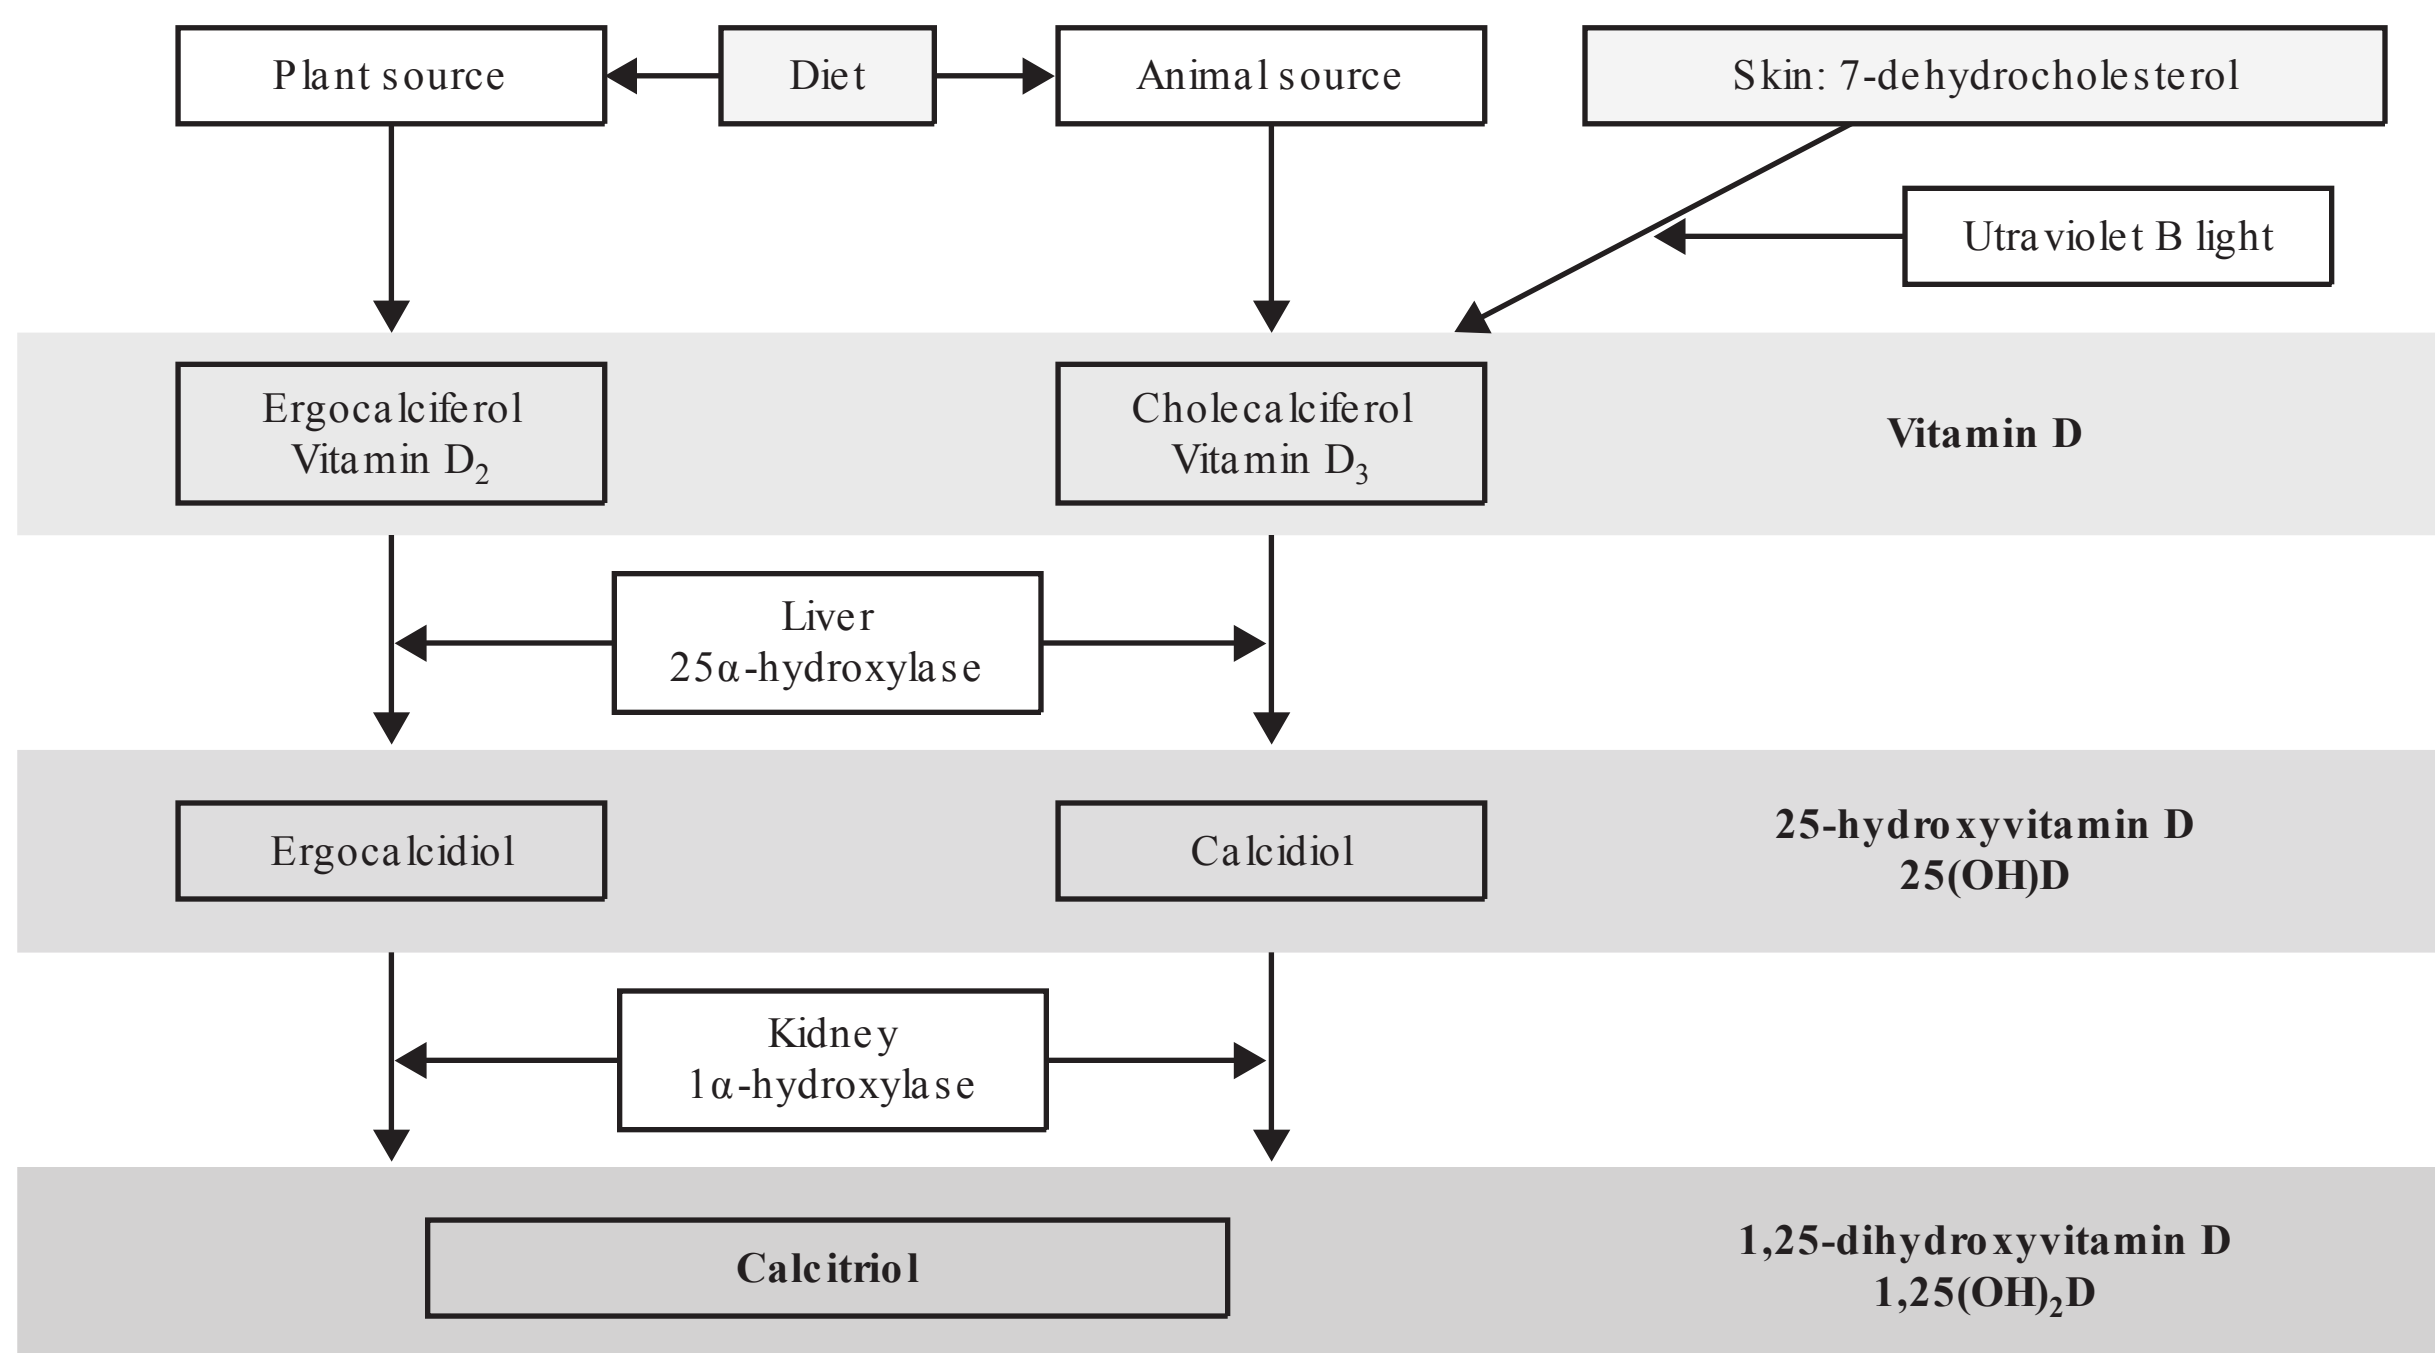 Plant source
Diet
Animal source
Skin: 7-dehydrocholesterol
Utraviolet B light
Ergocalciferol
Vitamin D₂
Cholecalciferol
Vitamin D₃
Vitamin D
Liver
25α-hydroxylase
Ergocalcidiol
Calcidiol
25-hydroxyvitamin D
25(OH)D
Kidney
1α-hydroxylase
Calcitriol
1,25-dihydroxyvitamin D
1,25(OH)₂D